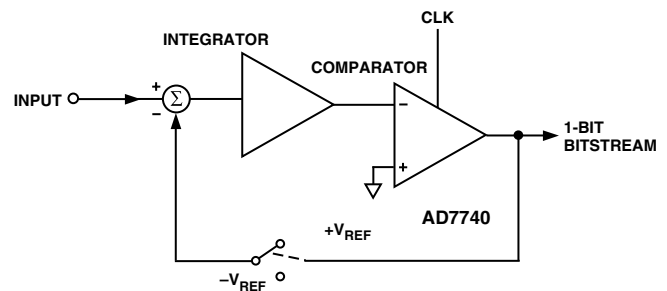 CLK
INTEGRATOR
COMPARATOR
INPUT
+
−
Σ
−
+
1-BIT
BITSTREAM
AD7740
+VREF
−VREF